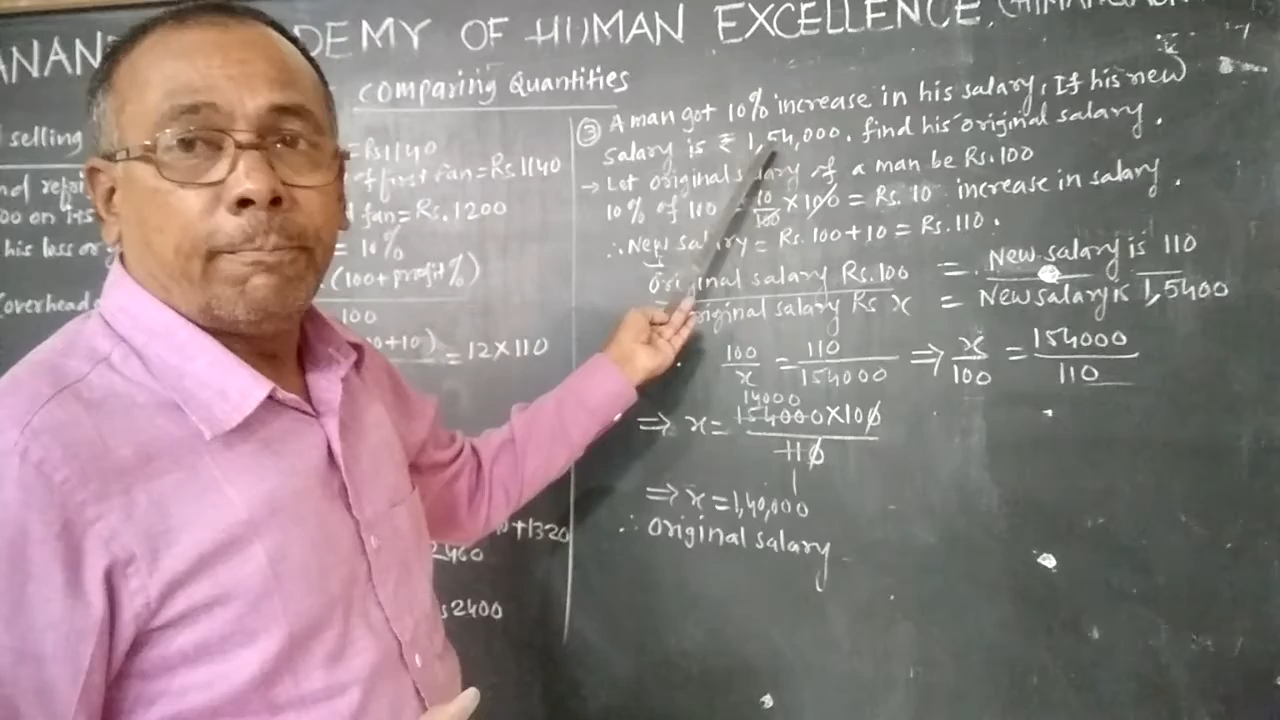 ANAN DEMY OF HUMAN EXCELLENCE,
Comparing Quantities
selling
=Rs1140
of first fan=Rs 1140
fan=Rs. 1200
00 on its
= 10%
his loss or
(100+profit%)
overhead
100
0+10) = 12×110
0+1320
2460
s2400
③ A man got 10% increase in his salary, If his new
salary is ₹ 1,54,000. find his original salary.
→ Let original salary of a man be Rs.100
10% of 100 10/100 ×100 = Rs. 10 increase in salary.
∴ New salary = Rs. 100+10 = Rs. 110.
Original salary Rs. 100 = New salary is 110
original salary Rs x = New salary is 1,5400
100/x = 110/154000 ⇒ x/100 = 154000/110
14000
⇒ x = 154000×100/110
1
⇒ x = 1,40,000
∴ original salary